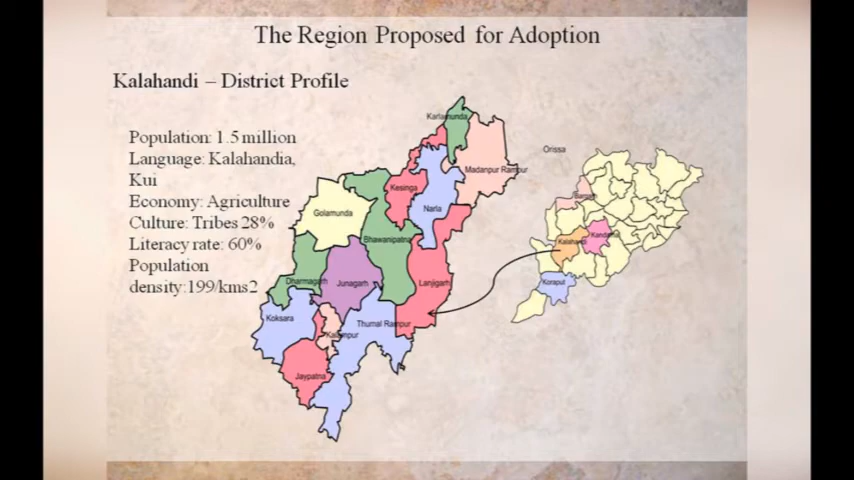 The Region Proposed for Adoption
Kalahandi – District Profile
Population: 1.5 million
Language: Kalahandia,
Kui
Economy: Agriculture
Culture: Tribes 28%
Literacy rate: 60%
Population
density:199/kms2
Karlamunda
Madanpur Rampur
Kesinga
Narla
Golamunda
Bhawanipatna
Dharmagarh
Junagarh
Lanjigarh
Koksara
Thumal Rampur
Jaypatna
Orissa
Kalahandi
Koraput